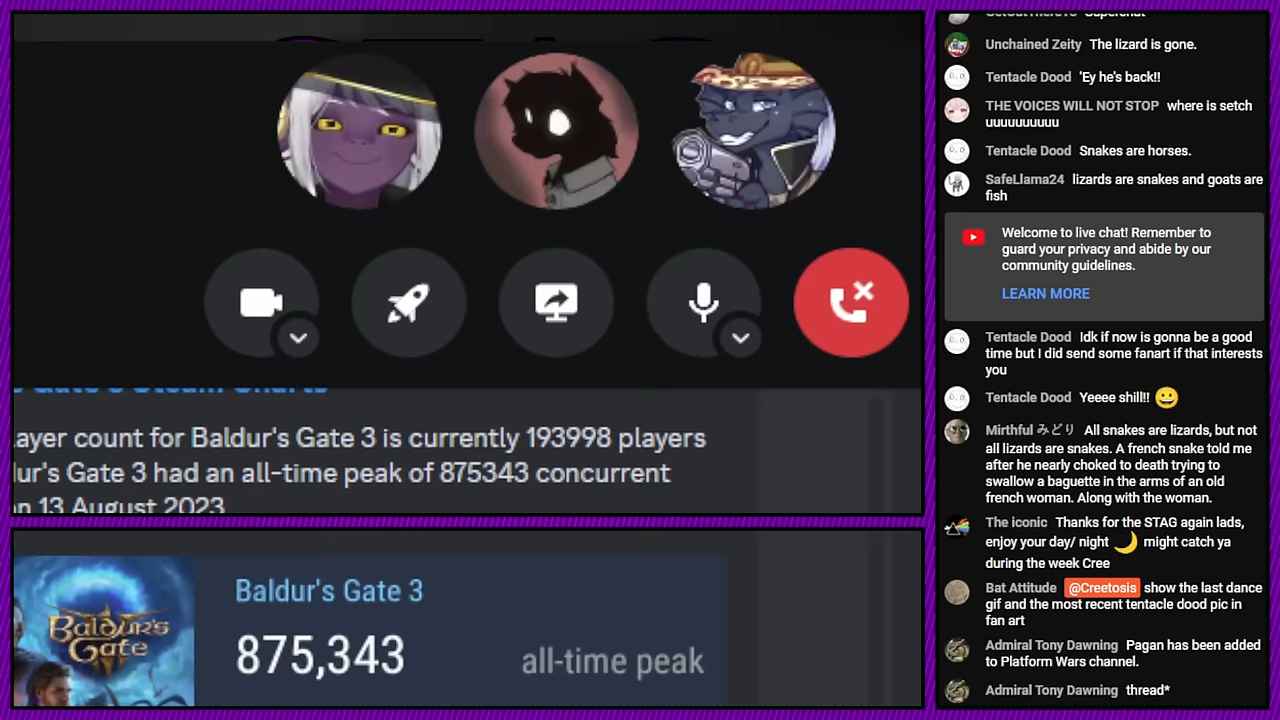 s Gate 3 Steam Charts
layer count for Baldur's Gate 3 is currently 193998 players
dur's Gate 3 had an all-time peak of 875343 concurrent
on 13 August 2023
Baldur's Gate 3
875,343
all-time peak
BALDUR'S
GATE
Superchat
Unchained Zeity The lizard is gone.
Tentacle Dood 'Ey he's back!!
THE VOICES WILL NOT STOP where is setch
uuuuuuuuuu
Tentacle Dood Snakes are horses.
SafeLlama24 lizards are snakes and goats are
fish
Welcome to live chat! Remember to
guard your privacy and abide by our
community guidelines.
LEARN MORE
Tentacle Dood Idk if now is gonna be a good
time but I did send some fanart if that interests
you
Tentacle Dood Yeeee shill!! 😀
Mirthful みどり All snakes are lizards, but not
all lizards are snakes. A french snake told me
after he nearly choked to death trying to
swallow a baguette in the arms of an old
french woman. Along with the woman.
The iconic Thanks for the STAG again lads,
enjoy your day/ night 🌙 might catch ya
during the week Cree
Bat Attitude @Creetosis show the last dance
gif and the most recent tentacle dood pic in
fan art
Admiral Tony Dawning Pagan has been added
to Platform Wars channel.
Admiral Tony Dawning thread*